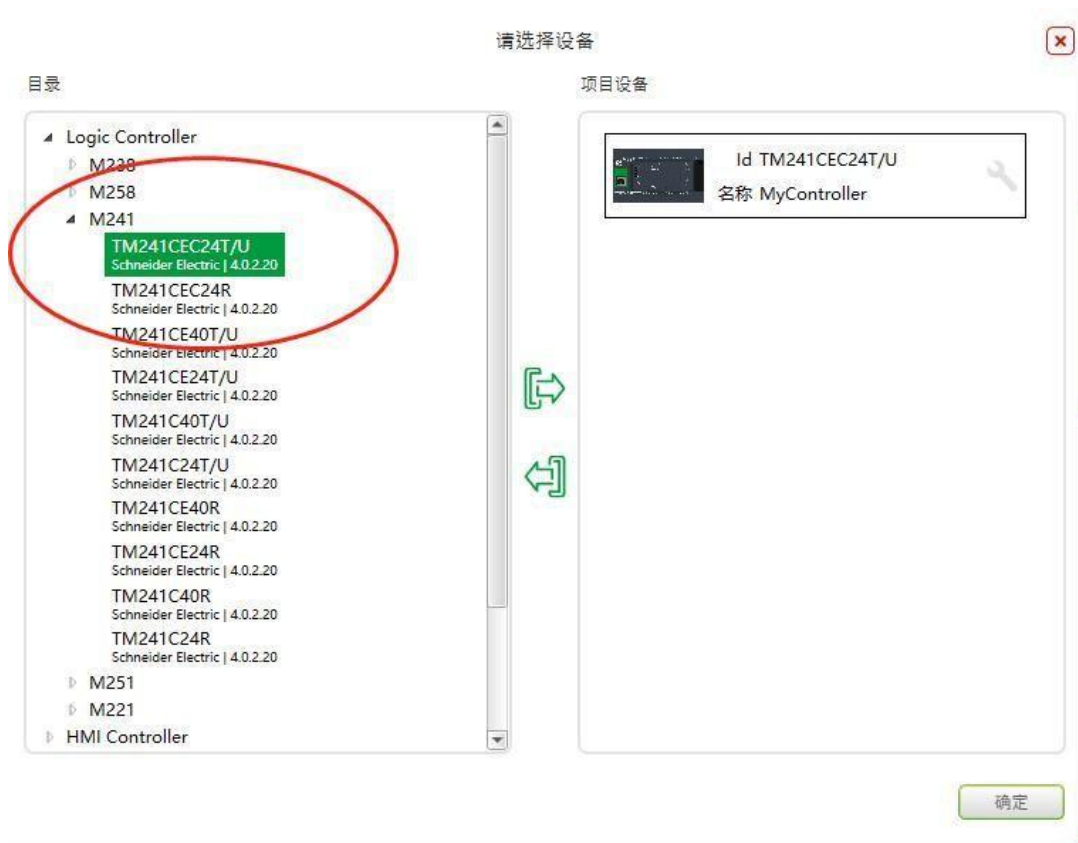 请选择设备
目录
项目设备
Logic Controller
M238
M258
M241
TM241CEC24T/U
Schneider Electric | 4.0.2.20
TM241CEC24R
Schneider Electric | 4.0.2.20
TM241CE40T/U
Schneider Electric | 4.0.2.20
TM241CE24T/U
Schneider Electric | 4.0.2.20
TM241C40T/U
Schneider Electric | 4.0.2.20
TM241C24T/U
Schneider Electric | 4.0.2.20
TM241CE40R
Schneider Electric | 4.0.2.20
TM241CE24R
Schneider Electric | 4.0.2.20
TM241C40R
Schneider Electric | 4.0.2.20
TM241C24R
Schneider Electric | 4.0.2.20
M251
M221
HMI Controller
Id TM241CEC24T/U
名称 MyController
确定